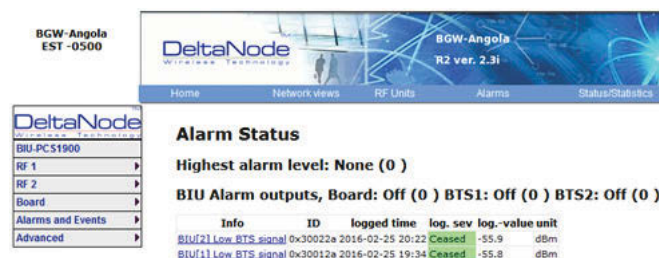 BGW-Angola
EST -0500
DeltaNode
Wireless Technology
BGW-Angola
R2 ver. 2.3i
Home Network views RF Units Alarms Status/Statistics
DeltaNode
Wireless Technology
BIU-PCS1900
RF 1
RF 2
Board
Alarms and Events
Advanced
Alarm Status
Highest alarm level: None (0 )
BIU Alarm outputs, Board: Off (0 ) BTS1: Off (0 ) BTS2: Off (0 )
Info ID logged time log. sev log.-value unit
BIU[2] Low BTS signal 0x30022a 2016-02-25 20:22 Ceased -55.9 dBm
BIU[1] Low BTS signal 0x30012a 2016-02-25 19:34 Ceased -55.8 dBm